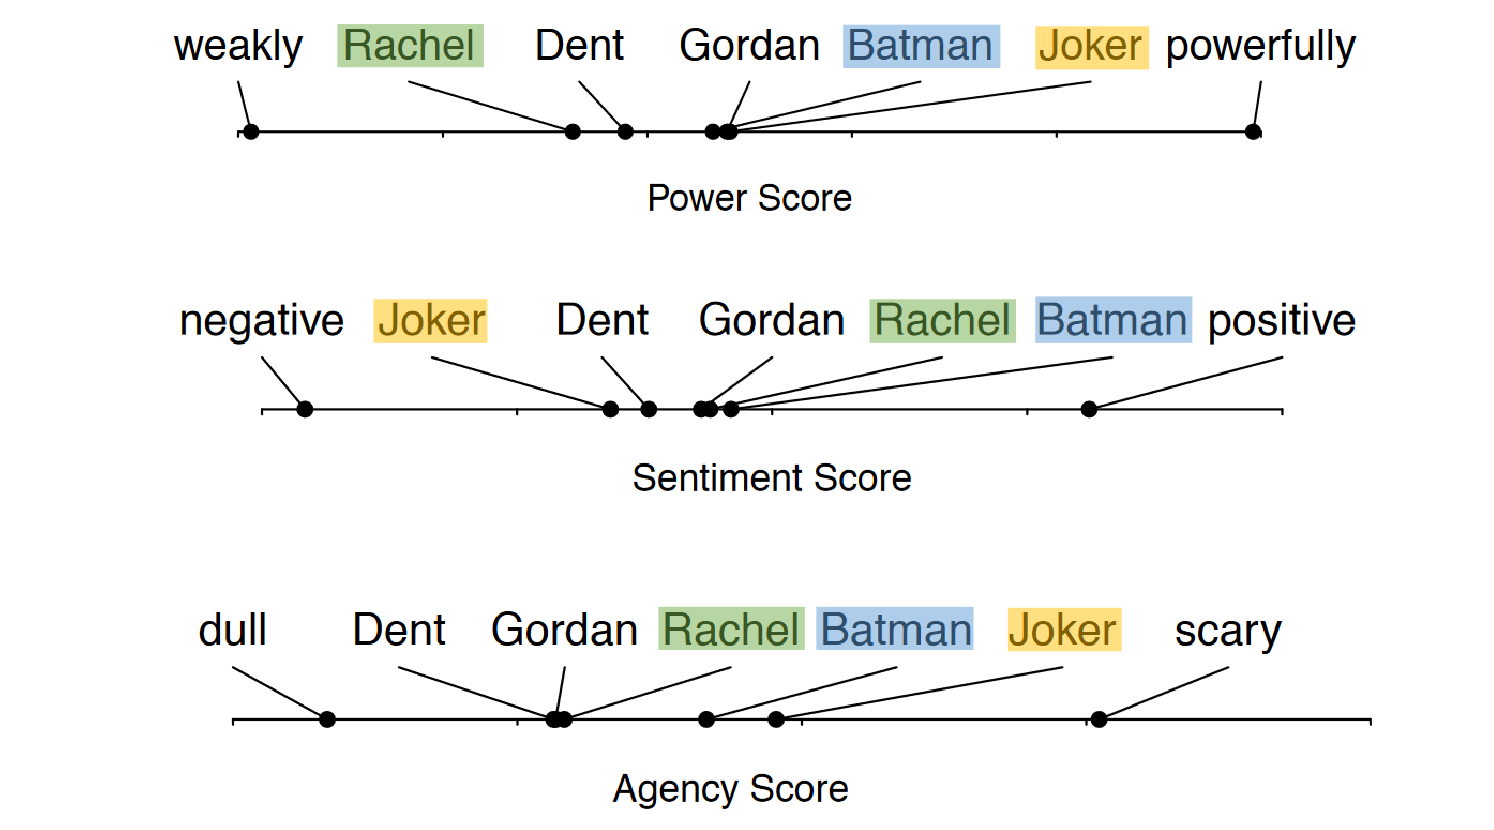 weakly Rachel Dent Gordan Batman Joker powerfully
Power Score
negative Joker Dent Gordan Rachel Batman positive
Sentiment Score
dull Dent Gordan Rachel Batman Joker scary
Agency Score